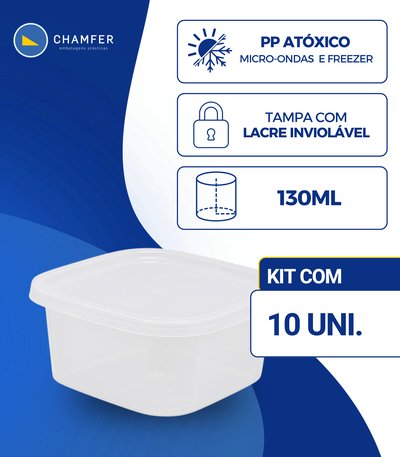 CHAMFER
embalagens plásticas
PP ATÓXICO
MICRO-ONDAS E FREEZER
TAMPA COM
LACRE INVIOLÁVEL
130ML
KIT COM
10 UNI.